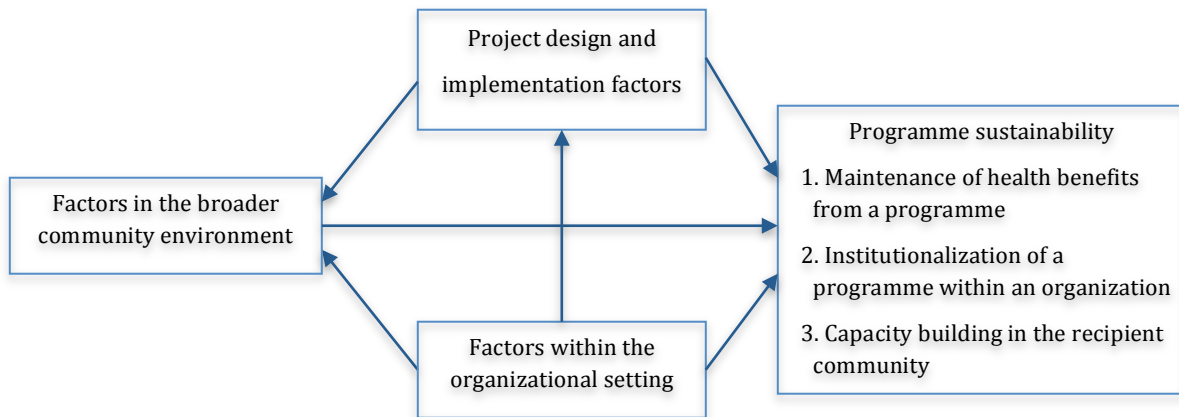 Project design and
implementation factors
Factors in the broader
community environment
Factors within the
organizational setting
Programme sustainability
1. Maintenance of health benefits
from a programme
2. Institutionalization of a
programme within an organization
3. Capacity building in the recipient
community